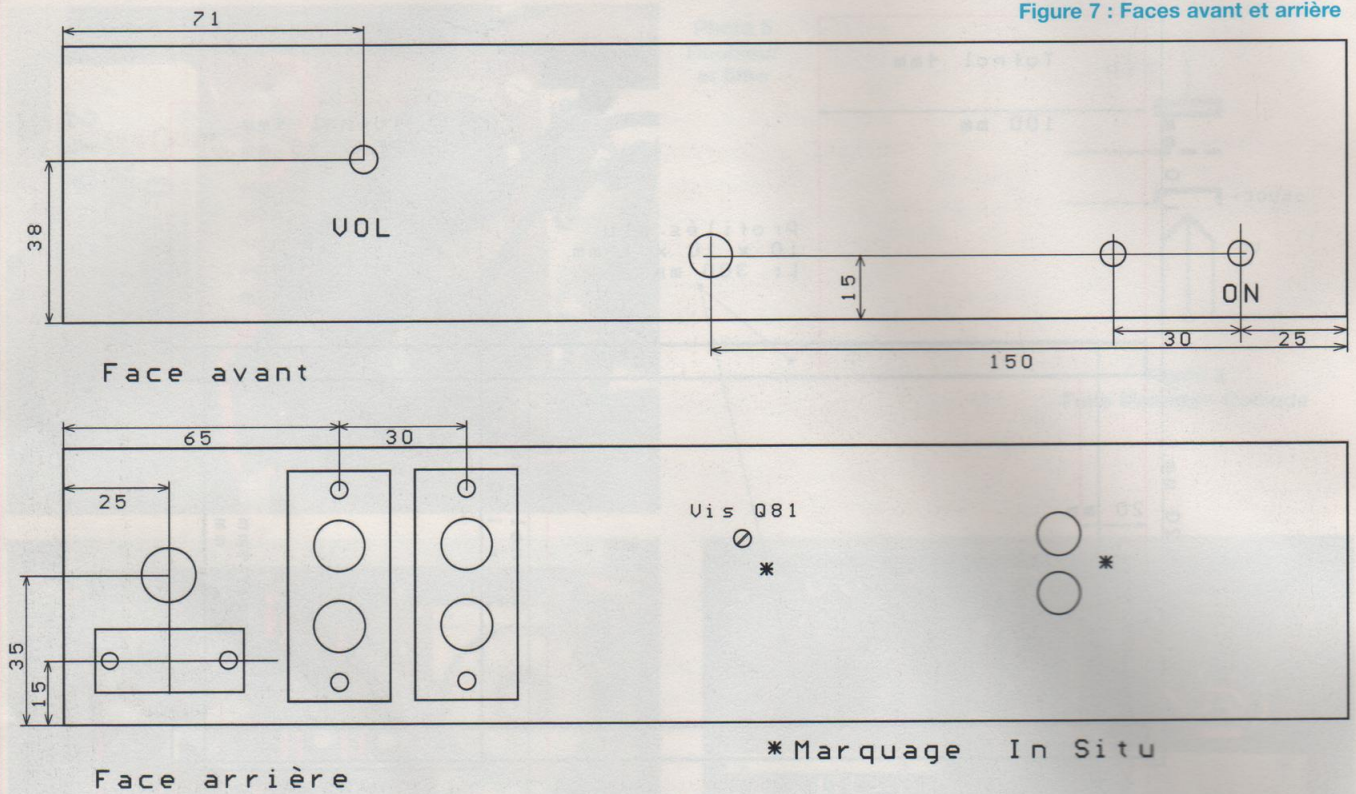 Figure 7 : Faces avant et arrière
71
38
VOL
15
ON
30
25
150
Face avant
65
30
25
Vis Q81
35
15
*Marquage In Situ
Face arrière